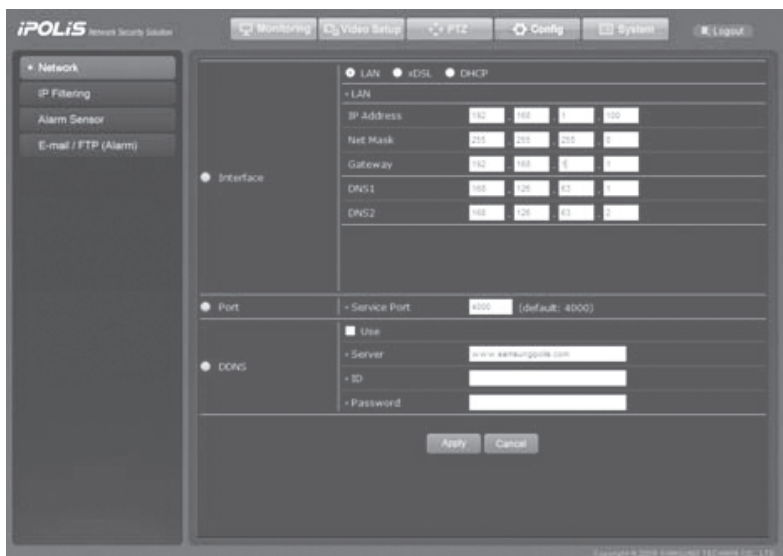 iPOLiS Network Security Solution
Monitoring Video Setup PTZ Config System Logout
Network
IP Filtering
Alarm Sensor
E-mail / FTP (Alarm)
Interface
LAN xDSL DHCP
LAN
IP Address 192 . 168 . 1 . 100
Net Mask 255 . 255 . 255 . 0
Gateway 192 . 168 . 1 . 1
DNS1 168 . 126 . 63 . 1
DNS2 168 . 126 . 63 . 2
Port
Service Port 4000 (default: 4000)
DDNS
Use
Server www.samsungipolis.com
ID
Password
Apply Cancel